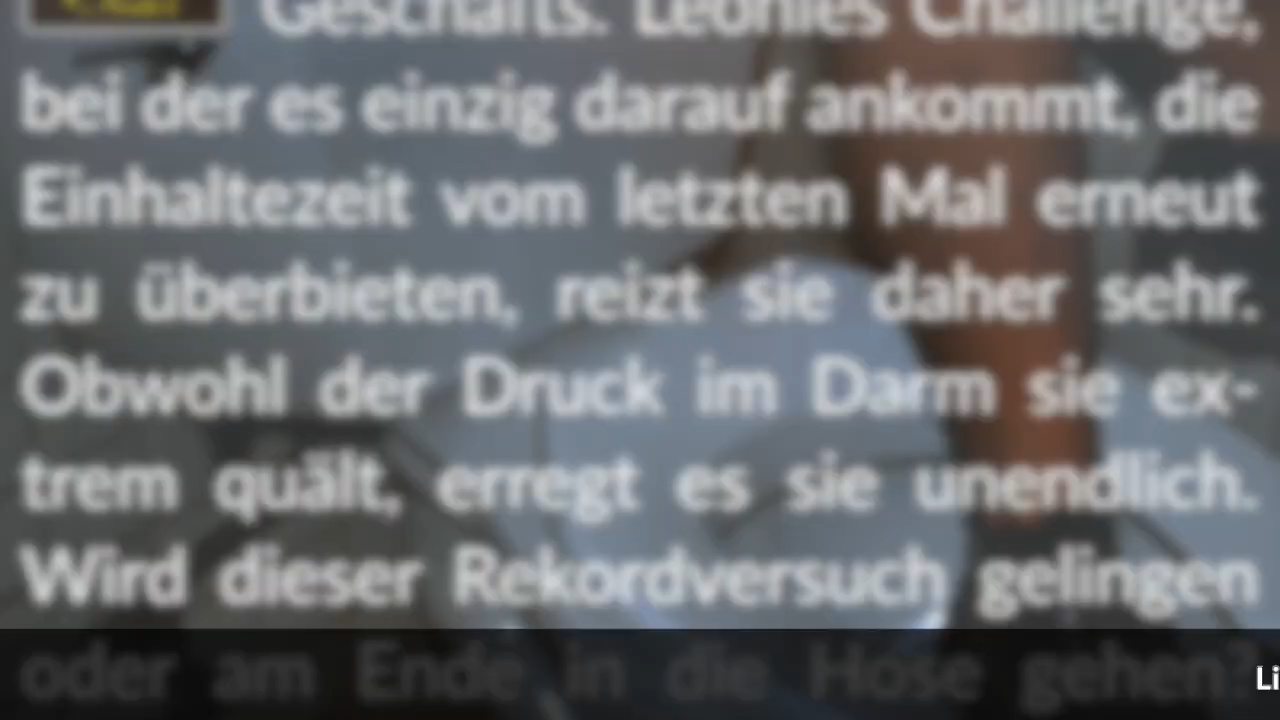 Geschäfts. Leonies Challenge,
bei der es einzig darauf ankommt, die
Einhaltezeit vom letzten Mal erneut
zu überbieten, reizt sie daher sehr.
Obwohl der Druck im Darm sie ex-
trem quält, erregt es sie unendlich.
Wird dieser Rekordversuch gelingen
oder am Ende in die Hose gehen?
Li